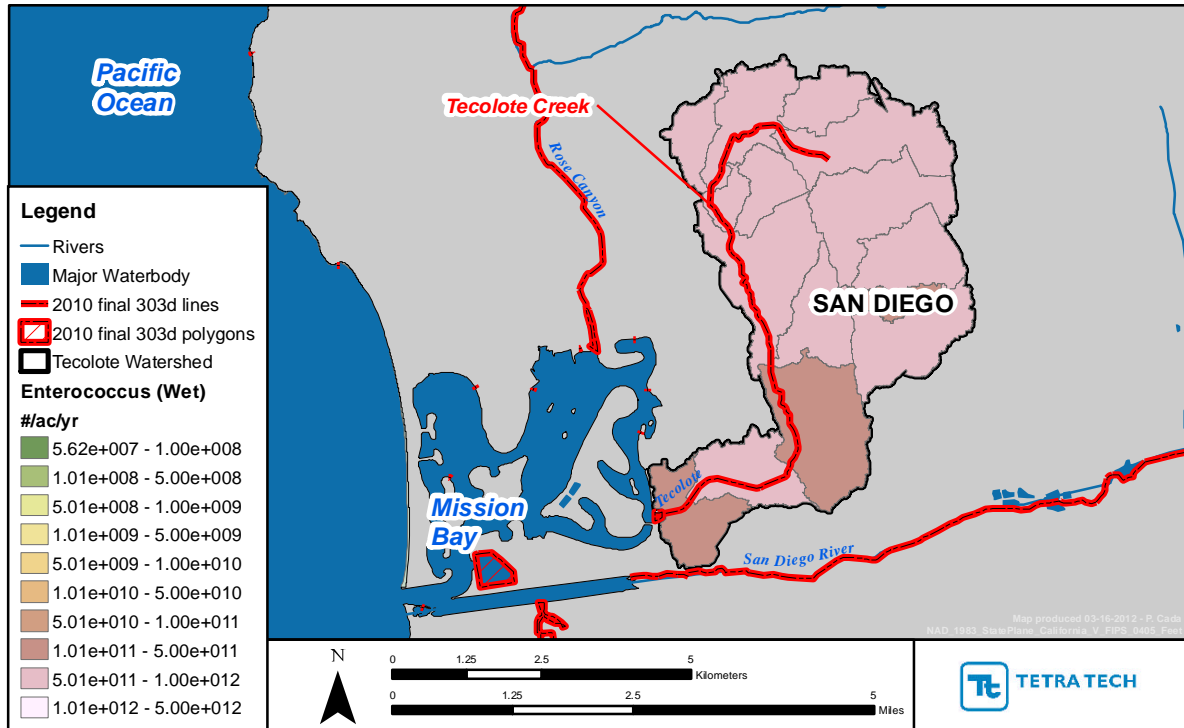 Pacific
Ocean
Tecolote Creek
Rose Canyon
SAN DIEGO
Tecolote
Mission
Bay
San Diego River
Legend
Rivers
Major Waterbody
2010 final 303d lines
2010 final 303d polygons
Tecolote Watershed
Enterococcus (Wet)
#/ac/yr
5.62e+007 - 1.00e+008
1.01e+008 - 5.00e+008
5.01e+008 - 1.00e+009
1.01e+009 - 5.00e+009
5.01e+009 - 1.00e+010
1.01e+010 - 5.00e+010
5.01e+010 - 1.00e+011
1.01e+011 - 5.00e+011
5.01e+011 - 1.00e+012
1.01e+012 - 5.00e+012
Map produced 03-16-2012 - P. Cada
NAD_1983_StatePlane_California_V_FIPS_0405_Feet
N
0 1.25 2.5 5
Kilometers
0 1.25 2.5 5
Miles
Tt TETRA TECH